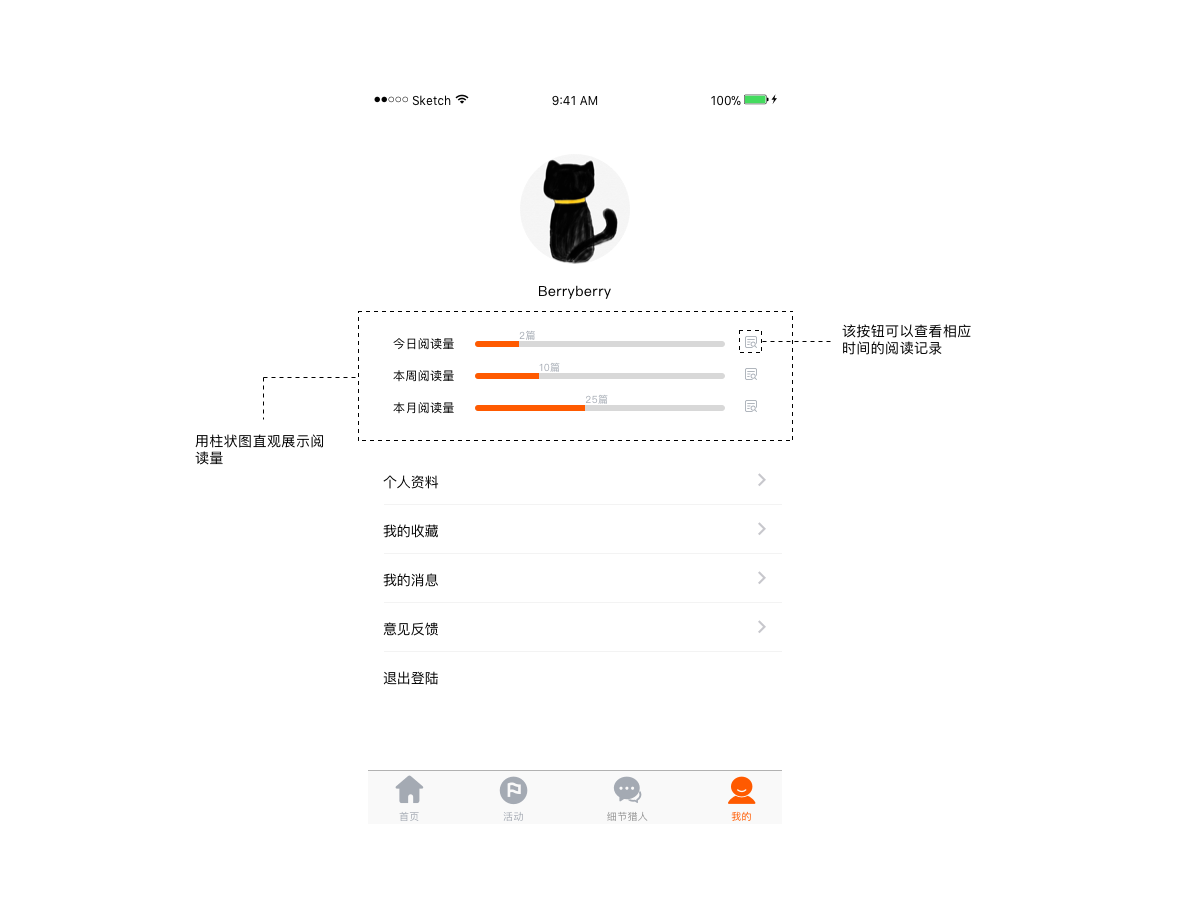 Sketch
9:41 AM
100%
Berryberry
今日阅读量
2篇
本周阅读量
10篇
本月阅读量
25篇
该按钮可以查看相应
时间的阅读记录
用柱状图直观展示阅
读量
个人资料
我的收藏
我的消息
意见反馈
退出登陆
首页
活动
细节猎人
我的